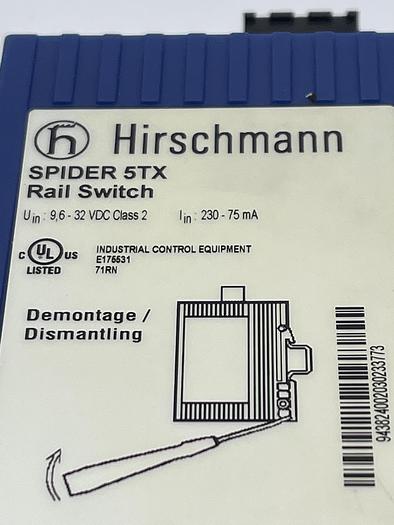 Hirschmann
SPIDER 5TX
Rail Switch
Uin : 9,6 - 32 VDC Class 2 Iin : 230 - 75 mA
C UL US
LISTED
INDUSTRIAL CONTROL EQUIPMENT
E175531
71RN
Demontage /
Dismantling
943824002030233773